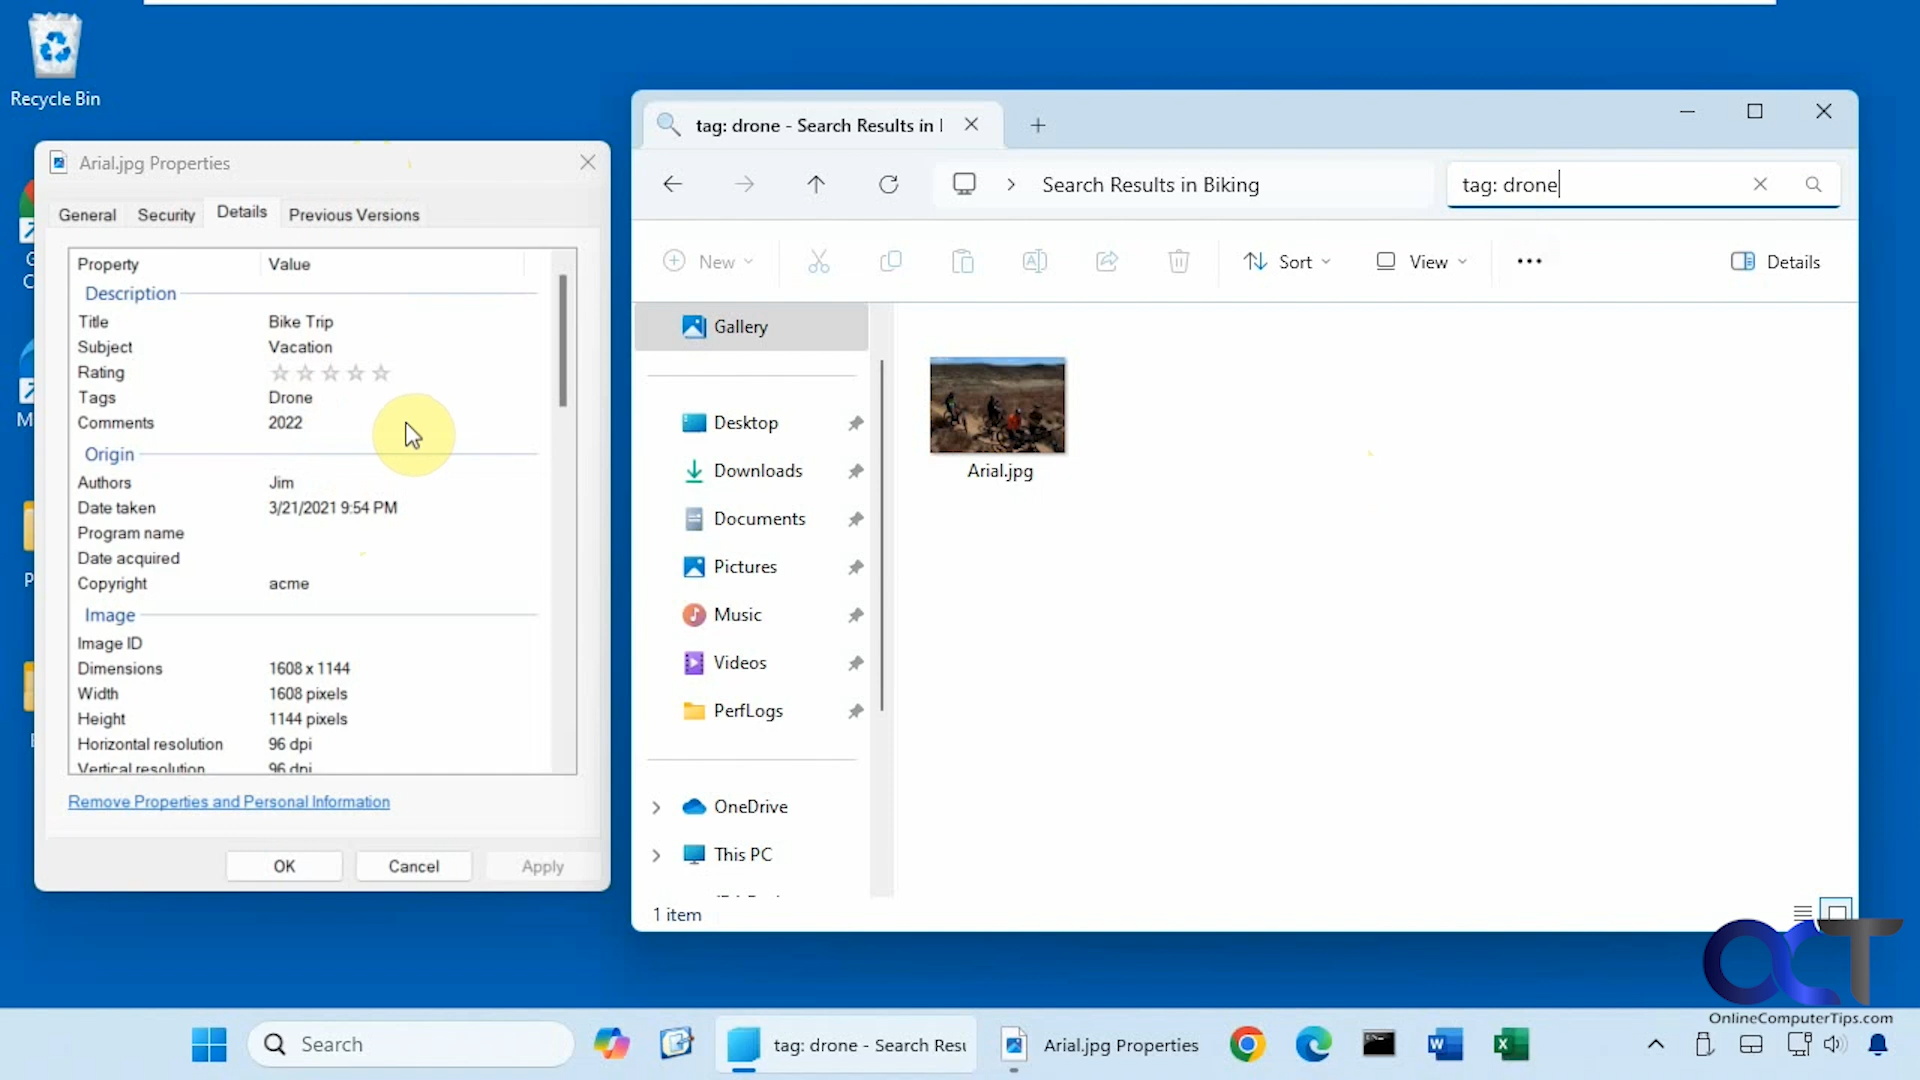 Recycle Bin
Arial.jpg Properties
General
Security
Details
Previous Versions
Property
Value
Description
Title
Bike Trip
Subject
Vacation
Rating
Tags
Drone
Comments
2022
Origin
Authors
Jim
Date taken
3/21/2021 9:54 PM
Program name
Date acquired
Copyright
acme
Image
Image ID
Dimensions
1608 x 1144
Width
1608 pixels
Height
1144 pixels
Horizontal resolution
96 dpi
Vertical resolution
96 dpi
Remove Properties and Personal Information
OK
Cancel
Apply
tag: drone - Search Results in
Search Results in Biking
tag: drone
New
Sort
View
Details
Gallery
Desktop
Downloads
Documents
Pictures
Music
Videos
PerfLogs
OneDrive
This PC
Arial.jpg
1 item
OCT
OnlineComputerTips.com
Search
tag: drone - Search Resu
Arial.jpg Properties